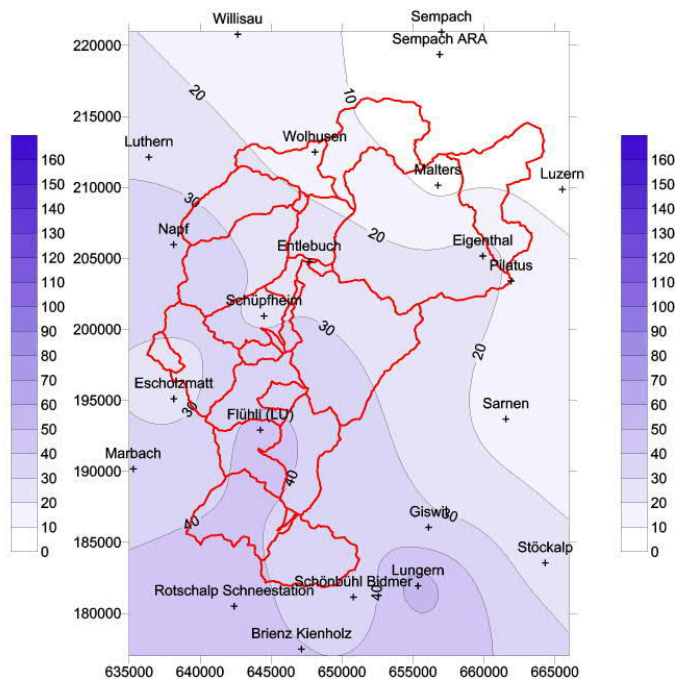 Willisau
Sempach
220000
Sempach ARA
20
10
215000
Wolhusen
Luthern
160
150
140
130
120
110
100
90
80
70
60
50
40
30
20
10
0
160
150
140
130
120
110
100
90
80
70
60
50
40
30
20
10
0
Malters
Luzern
210000
30
Napf
20
Eigenthal
Entlebuch
205000
Pilatus
Schüpfheim
30
200000
20
Escholzmatt
30
195000
Sarnen
Flühli (LU)
Marbach
190000
40
Giswil
30
40
185000
Stöckalp
Lungern
Schönbühl Bidmer
Rotschalp Schneestation
40
180000
Brienz Kienholz
635000 640000 645000 650000 655000 660000 665000